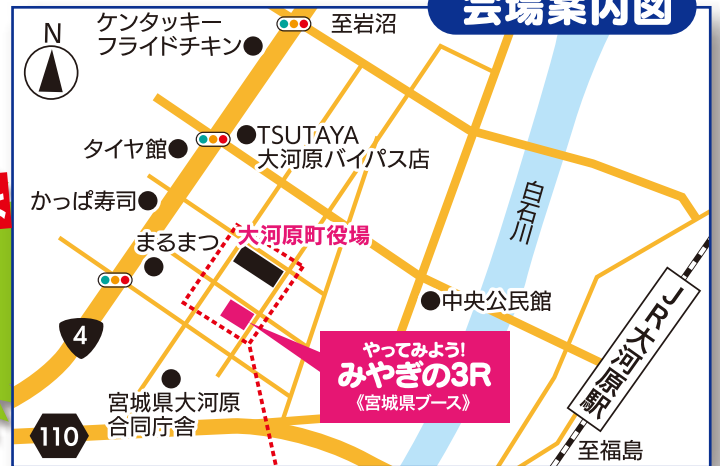 会場案内図
N
ケンタッキー
フライドチキン
至岩沼
TSUTAYA
大河原バイパス店
タイヤ館
かっぱ寿司
まるまつ
大河原町役場
白石川
中央公民館
4
やってみよう!
みやぎの3R
《宮城県ブース》
JR大河原駅
宮城県大河原
合同庁舎
110
至福島